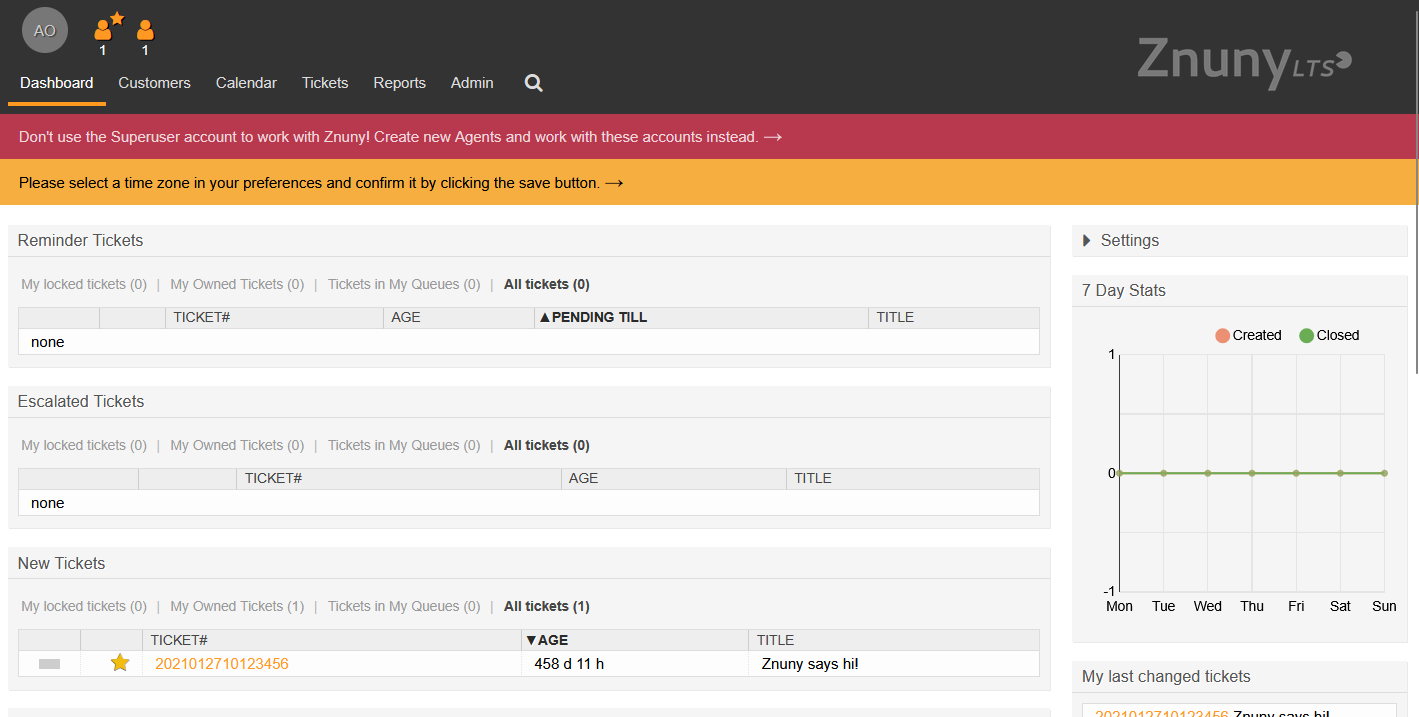 AO
1 1
Dashboard Customers Calendar Tickets Reports Admin
Znuny LTS
Don't use the Superuser account to work with Znuny! Create new Agents and work with these accounts instead. →
Please select a time zone in your preferences and confirm it by clicking the save button. →
Reminder Tickets
My locked tickets (0) | My Owned Tickets (0) | Tickets in My Queues (0) | All tickets (0)
TICKET# AGE ▲PENDING TILL TITLE
none
Escalated Tickets
My locked tickets (0) | My Owned Tickets (0) | Tickets in My Queues (0) | All tickets (0)
TICKET# AGE TITLE
none
New Tickets
My locked tickets (0) | My Owned Tickets (1) | Tickets in My Queues (0) | All tickets (1)
TICKET# ▼AGE TITLE
2021012710123456 458 d 11 h Znuny says hi!
Settings
7 Day Stats
Created Closed
1
0
-1
Mon Tue Wed Thu Fri Sat Sun
My last changed tickets
2021012710123456 Znuny says hi!